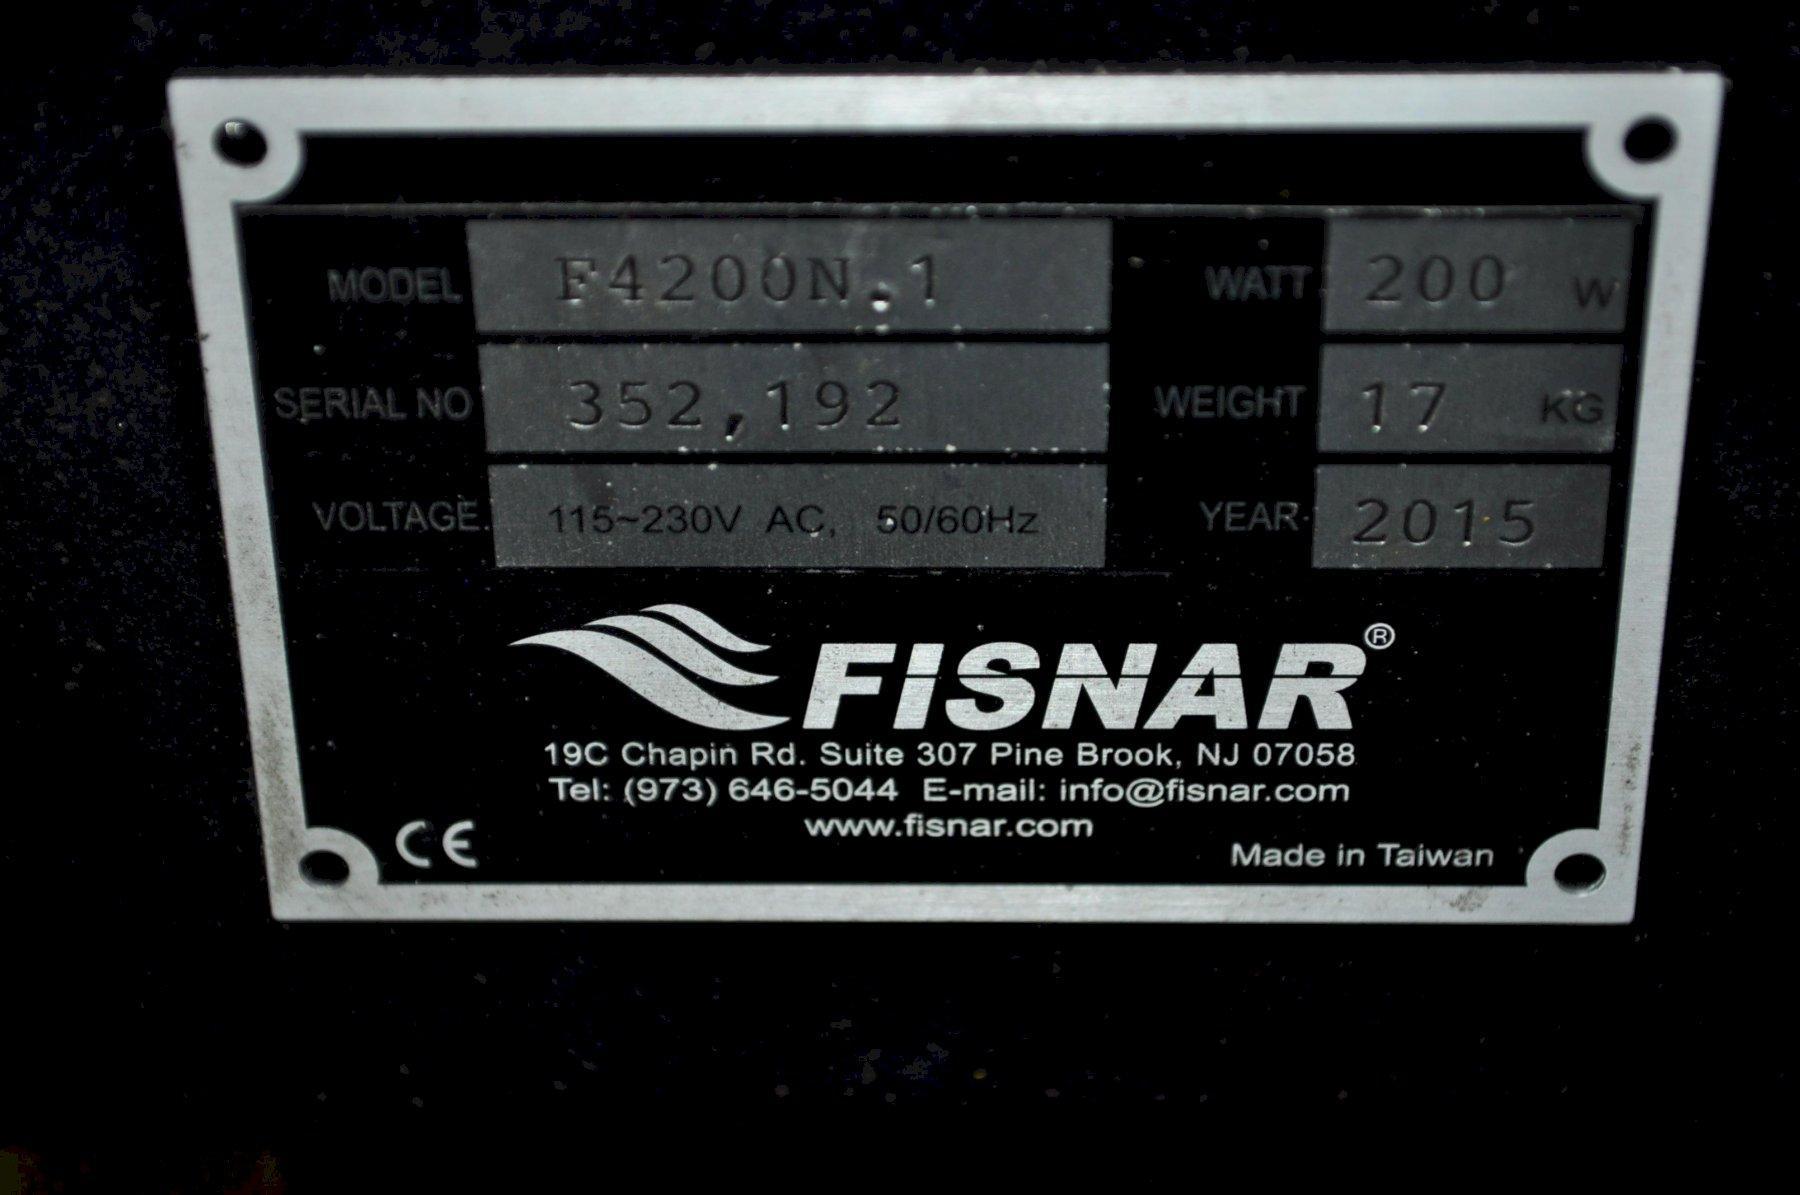 MODEL F4200N.1 WATT 200 W
SERIAL NO 352,192 WEIGHT 17 KG
VOLTAGE 115~230V AC, 50/60Hz YEAR 2015
FISNAR®
19C Chapin Rd. Suite 307 Pine Brook, NJ 07058
Tel: (973) 646-5044 E-mail: info@fisnar.com
www.fisnar.com
CE
Made in Taiwan